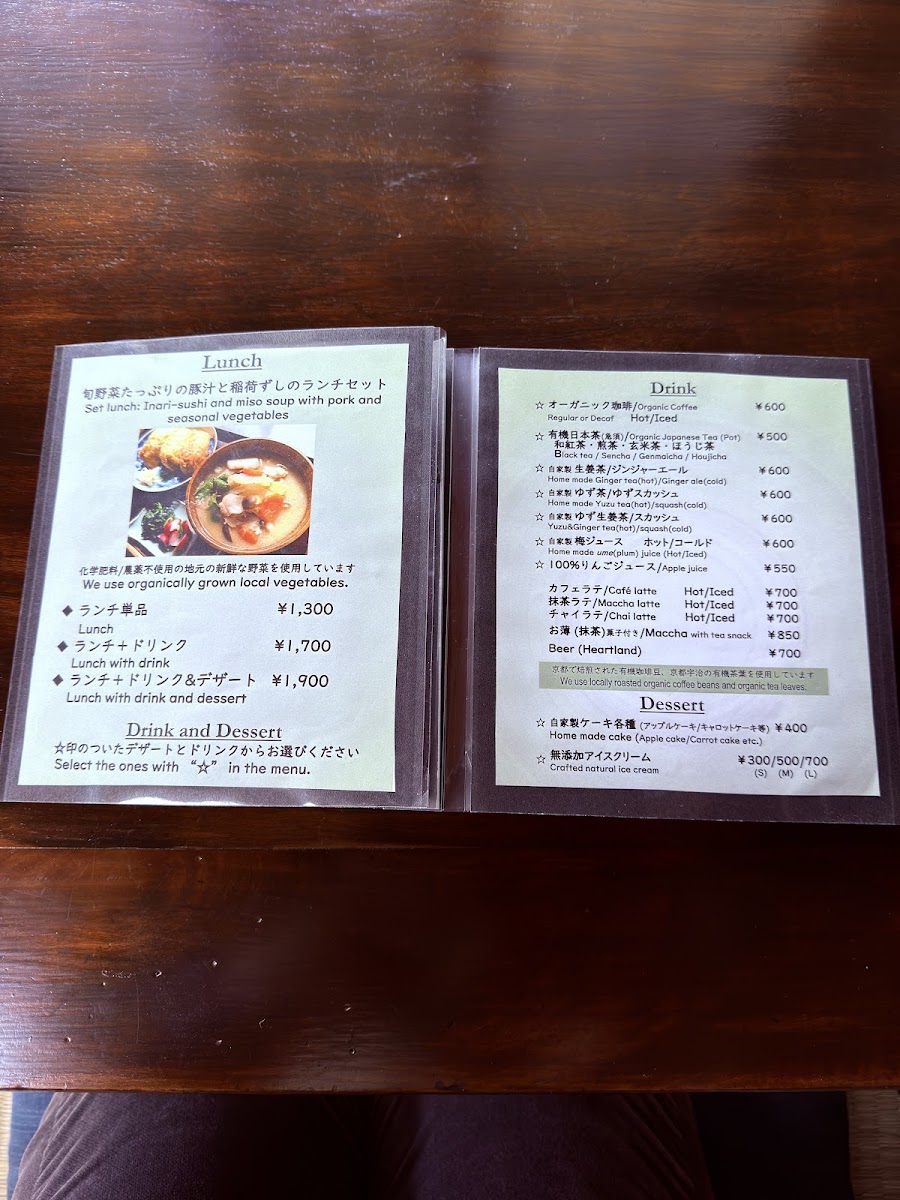 Lunch
旬野菜たっぷりの豚汁と稲荷ずしのランチセット
Set lunch: Inari-sushi and miso soup with pork and
seasonal vegetables
化学肥料/農薬不使用の地元の新鮮な野菜を使用しています
We use organically grown local vegetables.
◆ ランチ単品 ¥1,300
Lunch
◆ ランチ＋ドリンク ¥1,700
Lunch with drink
◆ ランチ＋ドリンク&デザート ¥1,900
Lunch with drink and dessert
Drink and Dessert
☆印のついたデザートとドリンクからお選びください
Select the ones with “☆” in the menu.
Drink
☆ オーガニック珈琲/Organic Coffee ¥600
Regular or Decaf Hot/Iced
☆ 有機日本茶(急須)/Organic Japanese Tea (Pot) ¥500
和紅茶・煎茶・玄米茶・ほうじ茶
Black tea / Sencha / Genmaicha / Houjicha
☆ 自家製 生姜茶/ジンジャーエール ¥600
Home made Ginger tea(hot)/Ginger ale(cold)
☆ 自家製 ゆず茶/ゆずスカッシュ ¥600
Home made Yuzu tea(hot)/squash(cold)
☆ 自家製 ゆず生姜茶/スカッシュ ¥600
Yuzu&Ginger tea(hot)/squash(cold)
☆ 自家製 梅ジュース ホット/コールド ¥600
Home made ume(plum) juice (Hot/Iced)
☆ 100%りんごジュース/Apple juice ¥550
カフェラテ/Café latte Hot/Iced ¥700
抹茶ラテ/Maccha latte Hot/Iced ¥700
チャイラテ/Chai latte Hot/Iced ¥700
お薄 (抹茶)菓子付き/Maccha with tea snack ¥850
Beer (Heartland) ¥700
京都で焙煎された有機珈琲豆、京都宇治の有機茶葉を使用しています
We use locally roasted organic coffee beans and organic tea leaves.
Dessert
☆ 自家製ケーキ各種 (アップルケーキ/キャロットケーキ等) ¥400
Home made cake (Apple cake/Carrot cake etc.)
☆ 無添加アイスクリーム ¥300/500/700
Crafted natural ice cream (S) (M) (L)